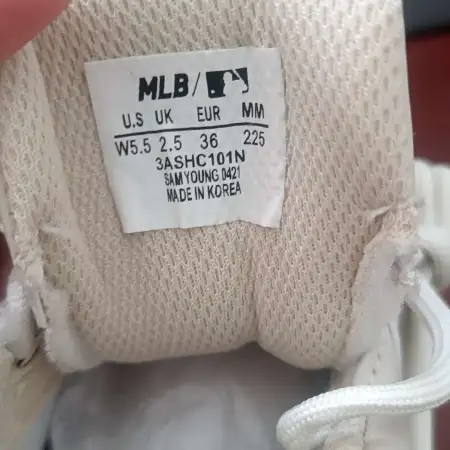 MLB/
U.S UK EUR MM
W5.5 2.5 36 225
3ASHC101N
SAM YOUNG 0421
MADE IN KOREA